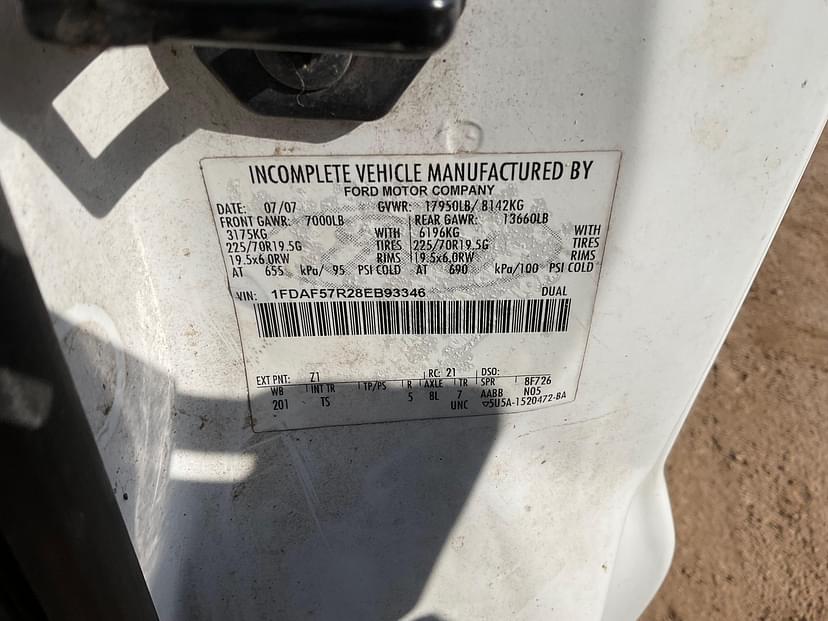 INCOMPLETE VEHICLE MANUFACTURED BY
FORD MOTOR COMPANY
DATE: 07/07 GVWR: 17950LB/ 8142KG
FRONT GAWR: 7000LB REAR GAWR: 13660LB
3175KG WITH 6196KG WITH
225/70R19.5G TIRES 225/70R19.5G TIRES
19.5x6.0RW RIMS 19.5x6.0RW RIMS
AT 655 kPa/ 95 PSI COLD AT 690 kPa/100 PSI COLD
VIN: 1FDAF57R28EB93346 DUAL
EXT PNT: Z1 RC: 21 DSO:
WB INT TR TP/PS R AXLE TR SPR 8F726
201 TS 5 8L 7 AABB N05
UNC 5U5A-1520472-BA